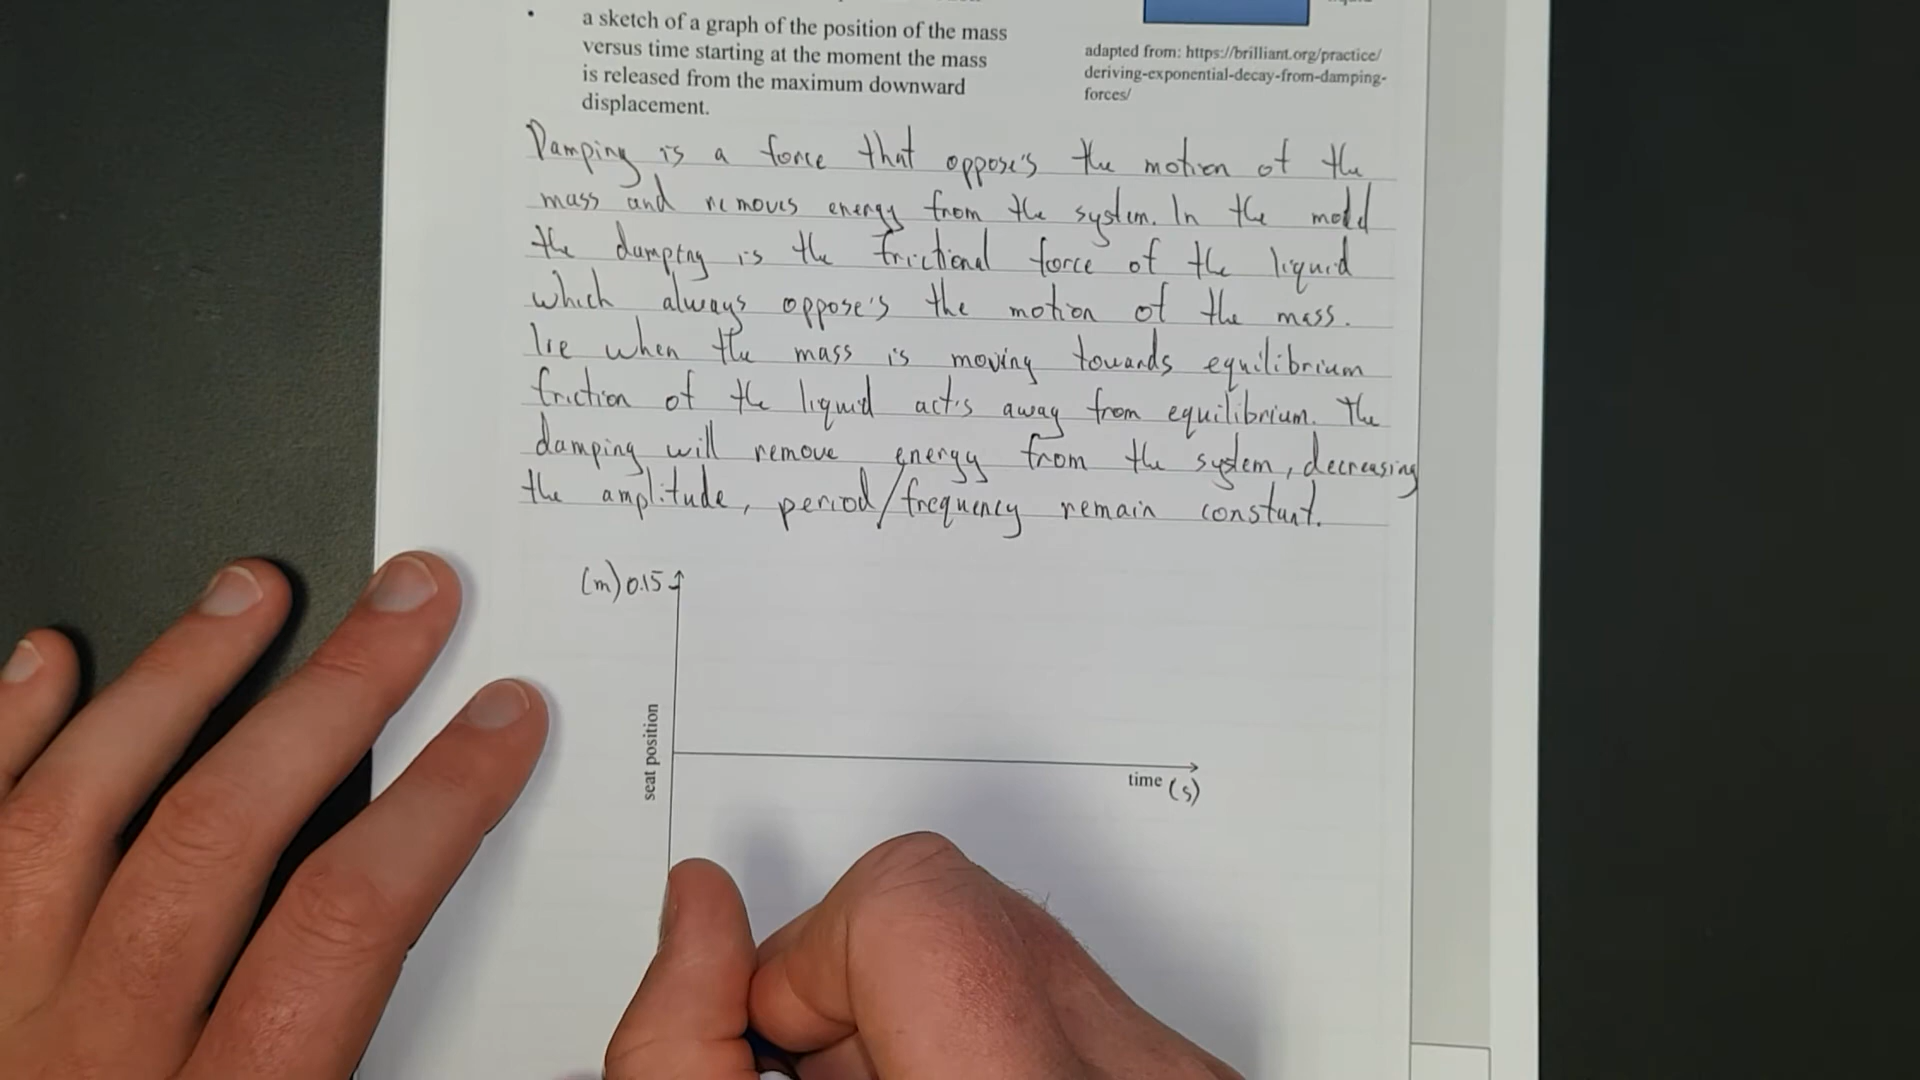 • a sketch of a graph of the position of the mass
versus time starting at the moment the mass
is released from the maximum downward
displacement.
adapted from: https://brilliant.org/practice/
deriving-exponential-decay-from-damping-
forces/
Damping is a force that oppose's the motion of the
mass and removes energy from the system. In the model
the damping is the frictional force of the liquid
which always oppose's the motion of the mass.
Ie when the mass is moving towards equilibrium
friction of the liquid act's away from equilibrium. The
damping will remove energy from the system, decreasing
the amplitude, period/frequency remain constant.
(m) 0.15
seat position
time (s)